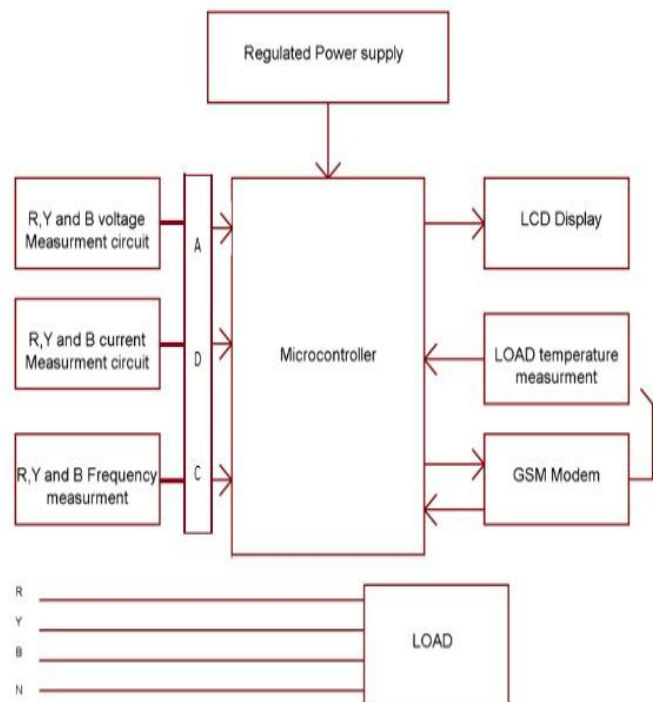 Regulated Power supply
R,Y and B voltage
Measurment circuit
A
LCD Display
R,Y and B current
Measurment circuit
D
Microcontroller
LOAD temperature
measurment
R,Y and B Frequency
measurment
C
GSM Modem
R
Y
B
N
LOAD